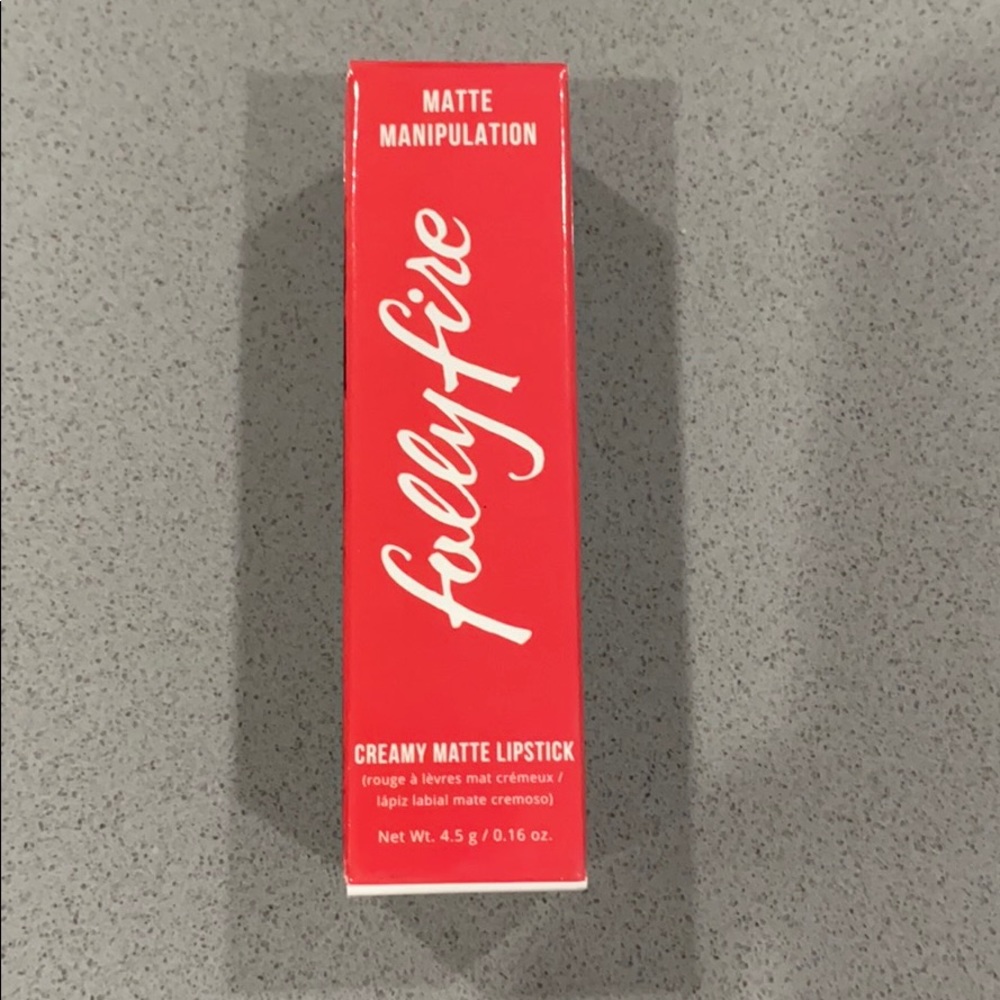 MATTE
MANIPULATION
fallyfire
CREAMY MATTE LIPSTICK
(rouge à lèvres mat crémeux /
lápiz labial mate cremoso)
Net Wt. 4.5 g / 0.16 oz.